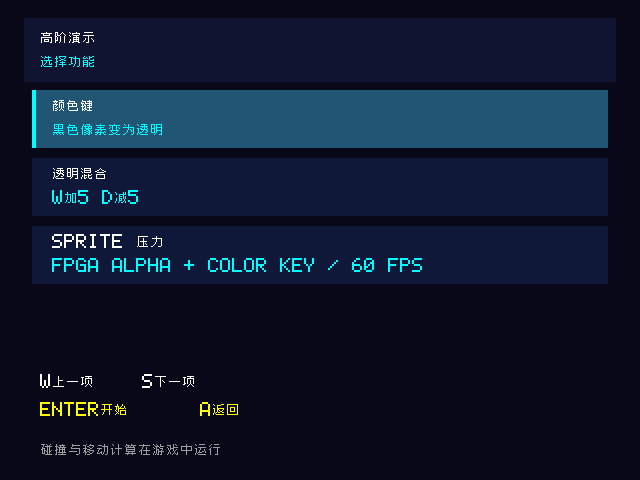 高阶演示
选择功能
颜色键
黑色像素变为透明
透明混合
W加5 D减5
SPRITE 压力
FPGA ALPHA + COLOR KEY / 60 FPS
W上一项 S下一项
ENTER开始 A返回
碰撞与移动计算在游戏中运行